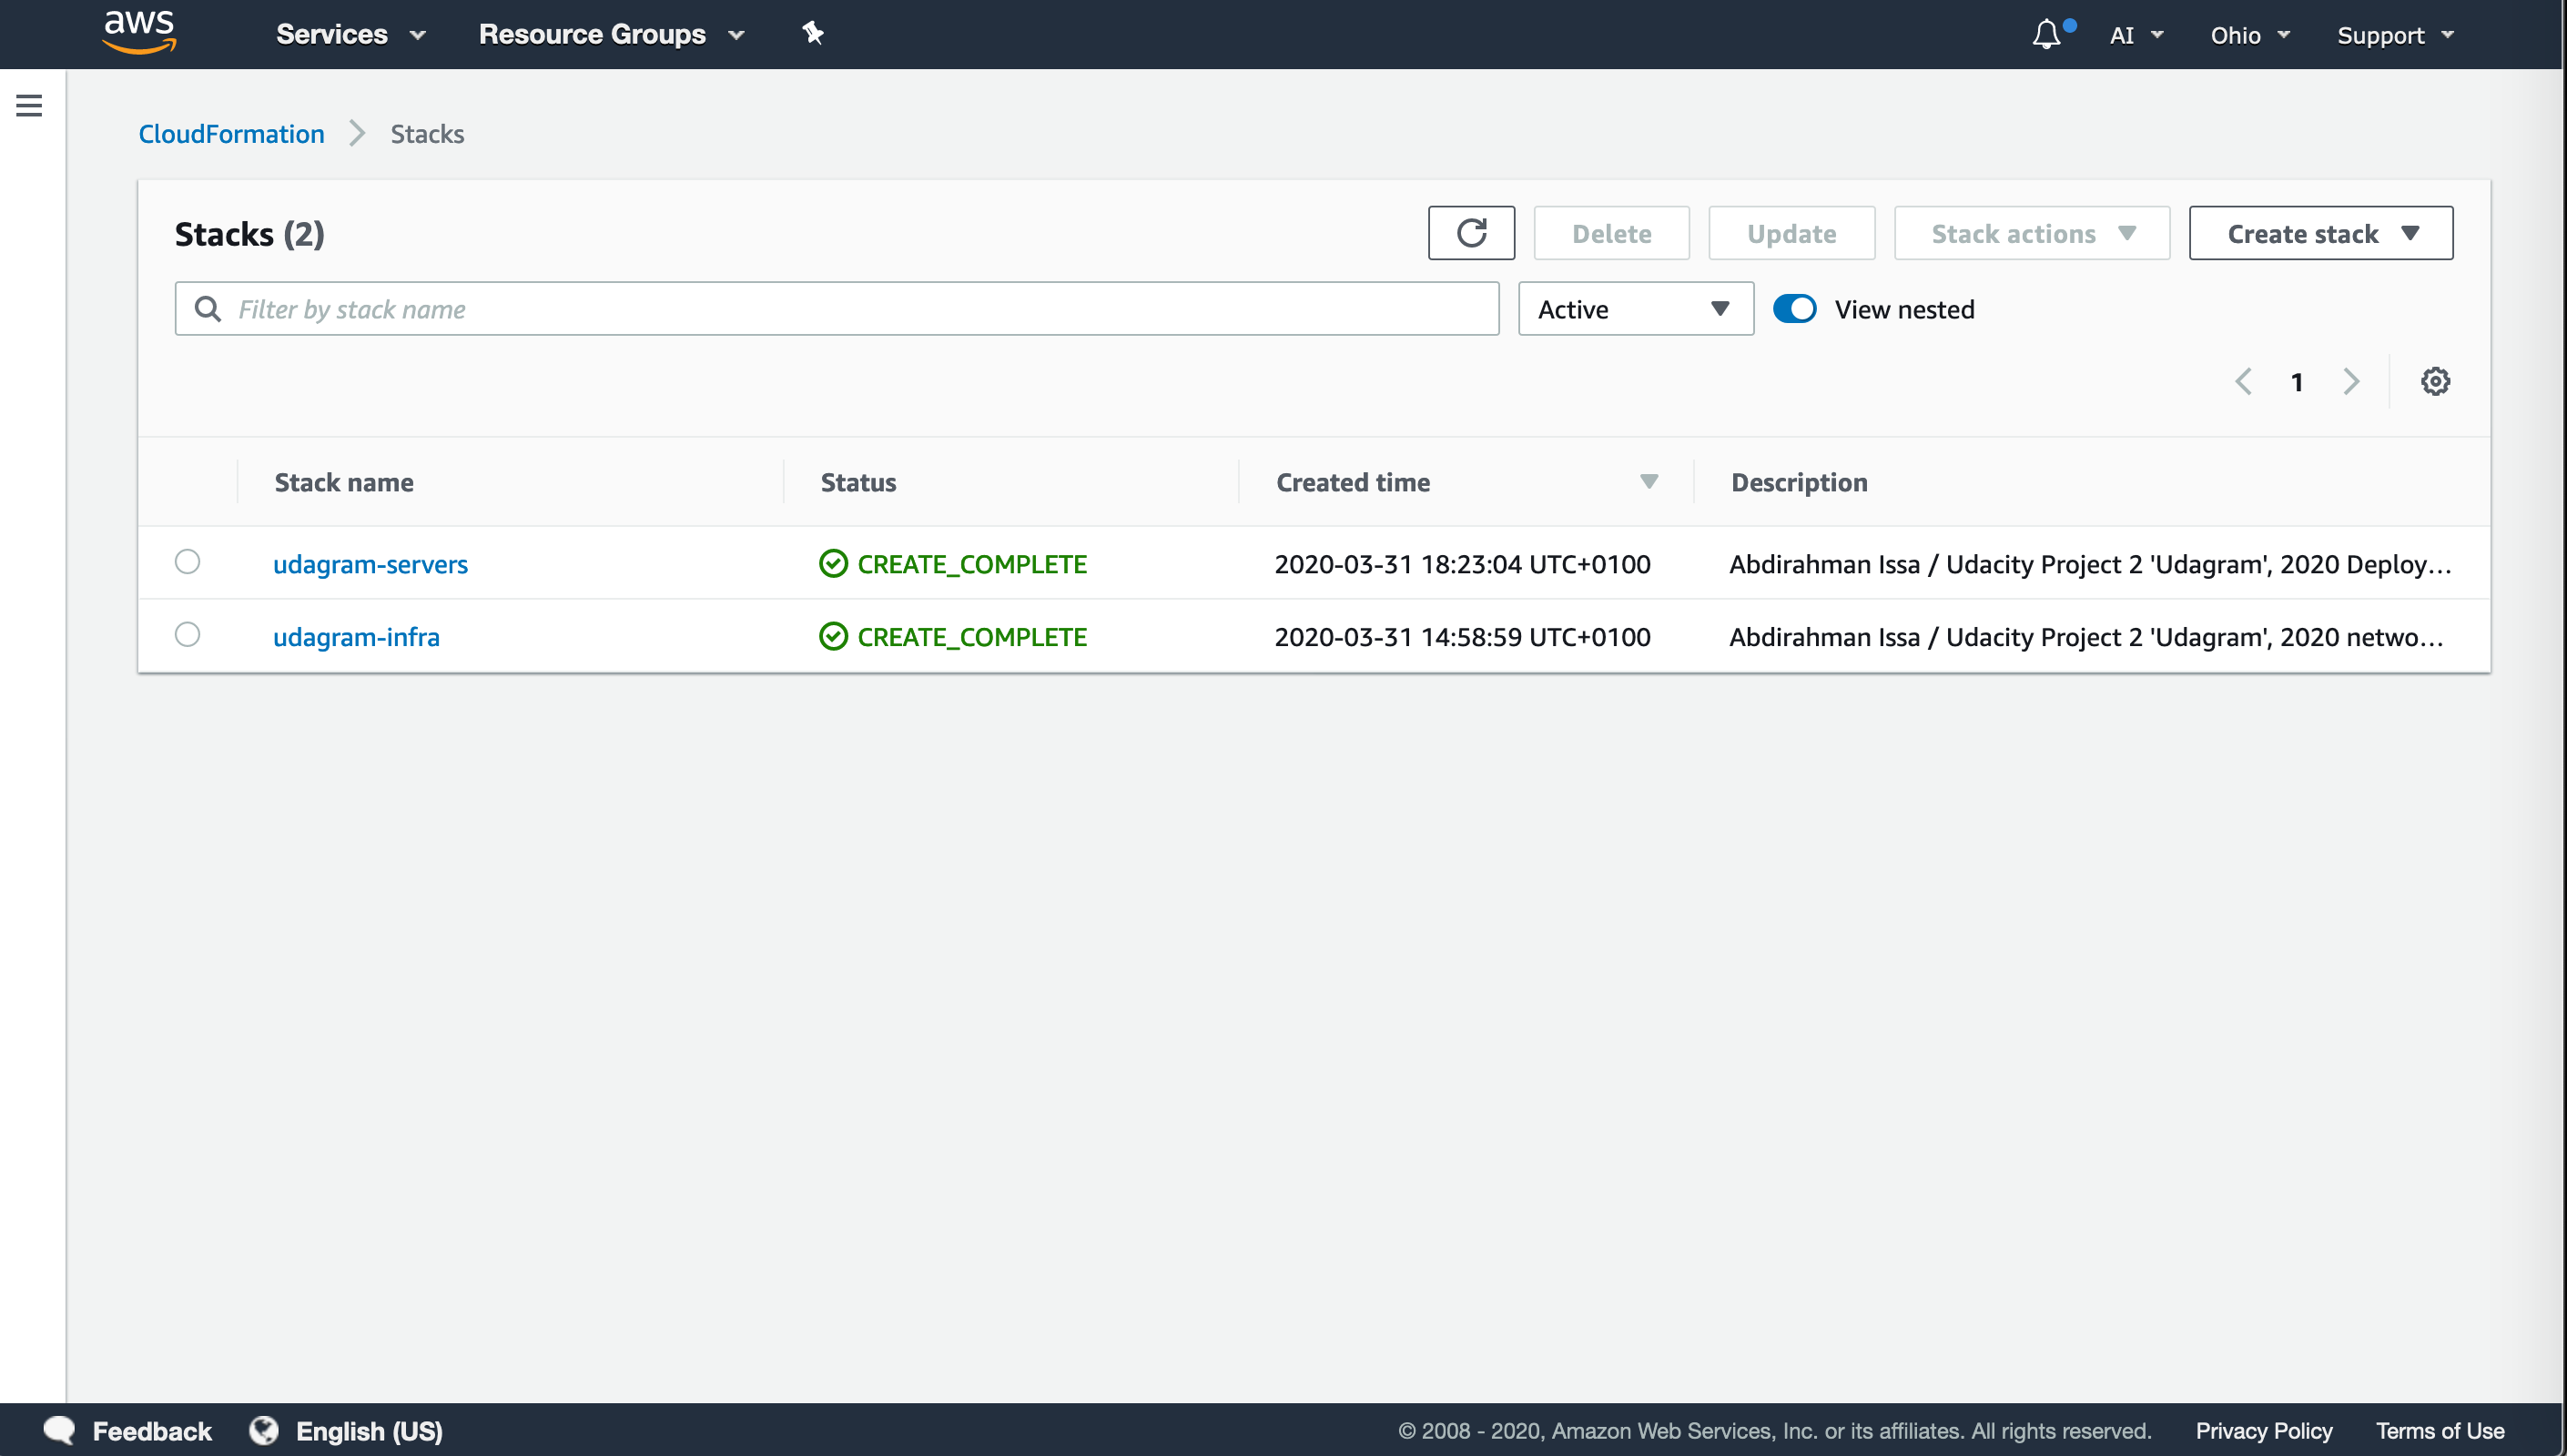 aws Services Resource Groups AI Ohio Support
CloudFormation Stacks
Stacks (2) Delete Update Stack actions Create stack
Filter by stack name Active View nested
1
Stack name Status Created time Description
udagram-servers CREATE_COMPLETE 2020-03-31 18:23:04 UTC+0100 Abdirahman Issa / Udacity Project 2 'Udagram', 2020 Deploy...
udagram-infra CREATE_COMPLETE 2020-03-31 14:58:59 UTC+0100 Abdirahman Issa / Udacity Project 2 'Udagram', 2020 netwo...
Feedback English (US) © 2008 - 2020, Amazon Web Services, Inc. or its affiliates. All rights reserved. Privacy Policy Terms of Use